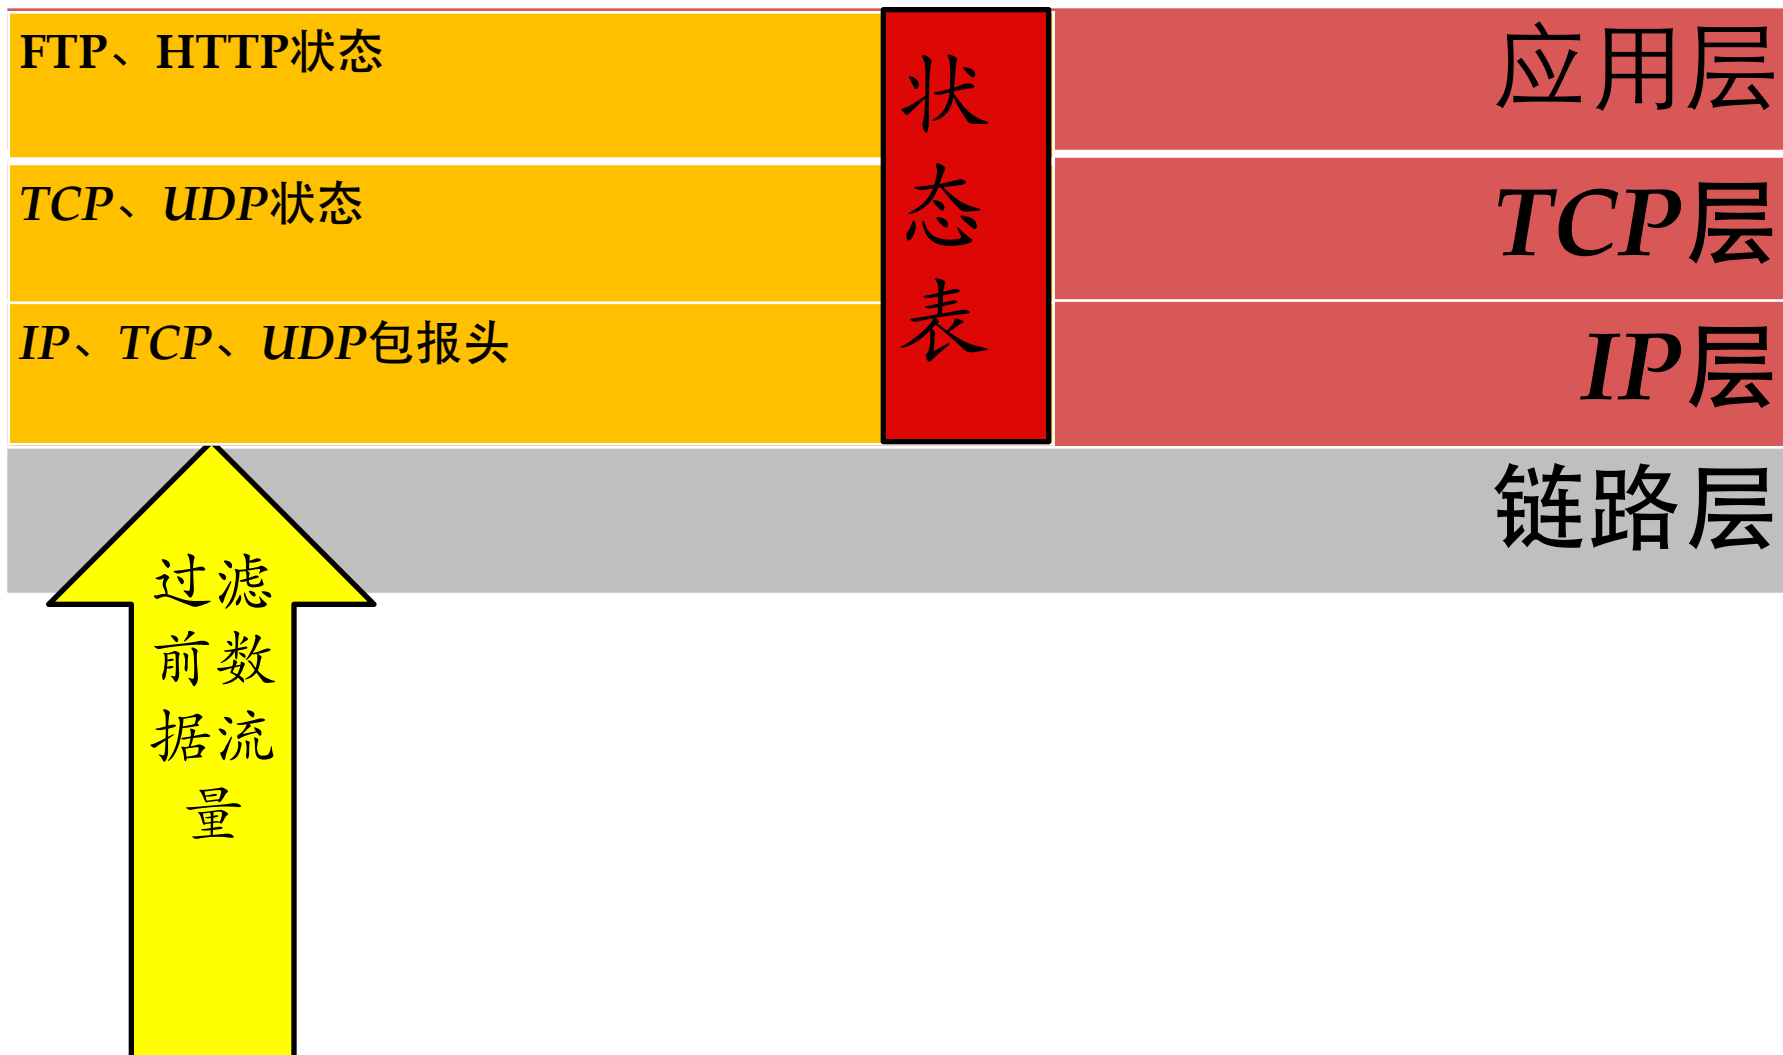 FTP、HTTP状态
应用层
TCP、UDP状态
TCP层
IP、TCP、UDP包报头
IP层
状
态
表
链路层
过滤
前数
据流
量